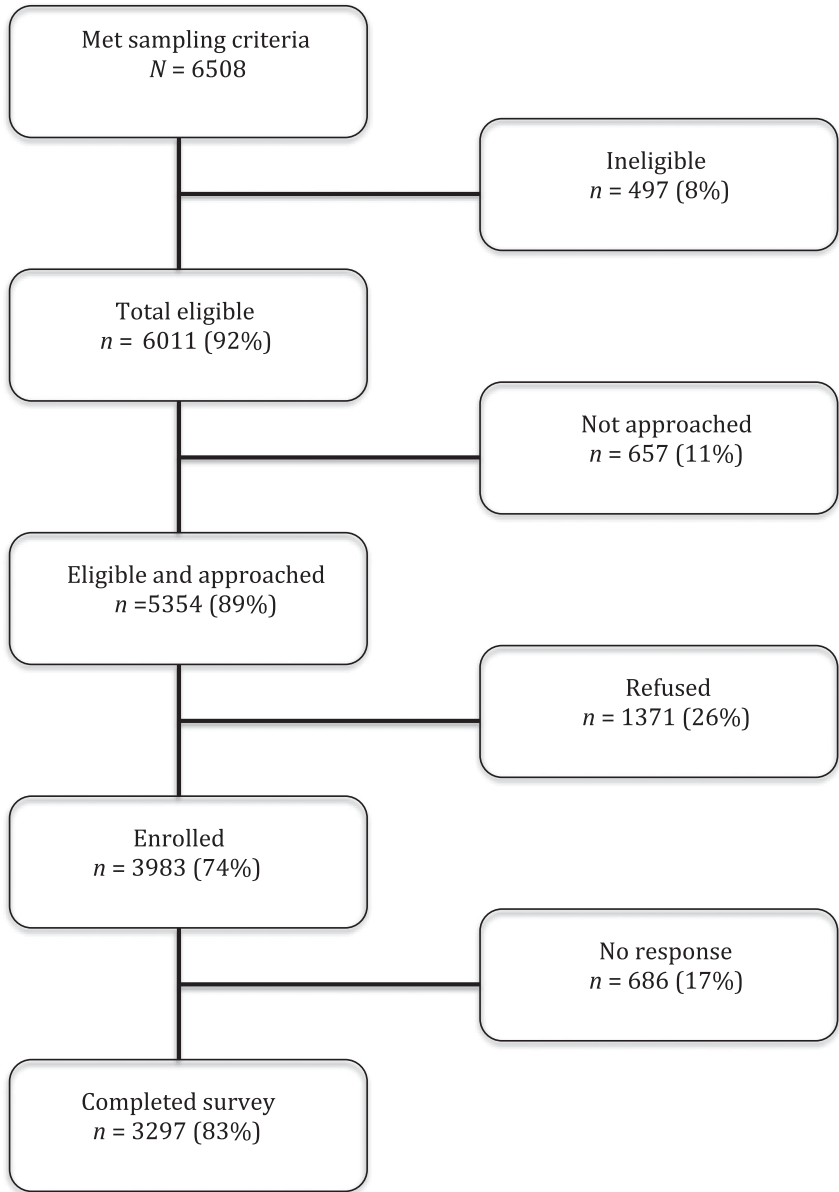 Met sampling criteria
N = 6508
Ineligible
n = 497 (8%)
Total eligible
n = 6011 (92%)
Not approached
n = 657 (11%)
Eligible and approached
n =5354 (89%)
Refused
n = 1371 (26%)
Enrolled
n = 3983 (74%)
No response
n = 686 (17%)
Completed survey
n = 3297 (83%)